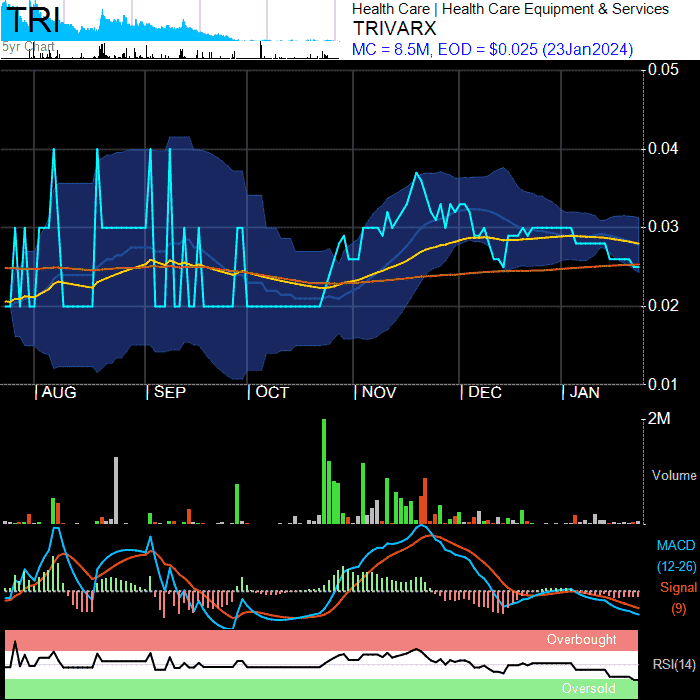 TRI
5yr Chart
Health Care | Health Care Equipment & Services
TRIVARX
MC = 8.5M, EOD = $0.025 (23Jan2024)
0.05
0.04
0.03
0.02
0.01
AUG SEP OCT NOV DEC JAN
2M
Volume
MACD
(12-26)
Signal
(9)
Overbought
RSI(14)
Oversold